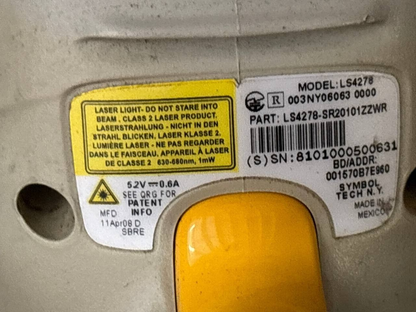 LASER LIGHT- DO NOT STARE INTO
BEAM. CLASS 2 LASER PRODUCT.
LASERSTRAHLUNG - NICHT IN DEN
STRAHL BLICKEN. LASER KLASSE 2.
LUMIÈRE LASER - NE PAS REGARDER
DANS LE FAISCEAU. APPAREIL À LASER
DE CLASSE 2 630-680nm, 1mW
5.2V 0.6A
SEE QRG FOR
PATENT
INFO
MFD
11Apr08 D
SBRE
MODEL: LS4278
R 003NY06063 0000
PART: LS4278-SR20101ZZWR
(S)SN:8101000500631
BD/ADDR:
001570B7E960
SYMBOL
TECH N.Y.
MADE IN
MEXICO